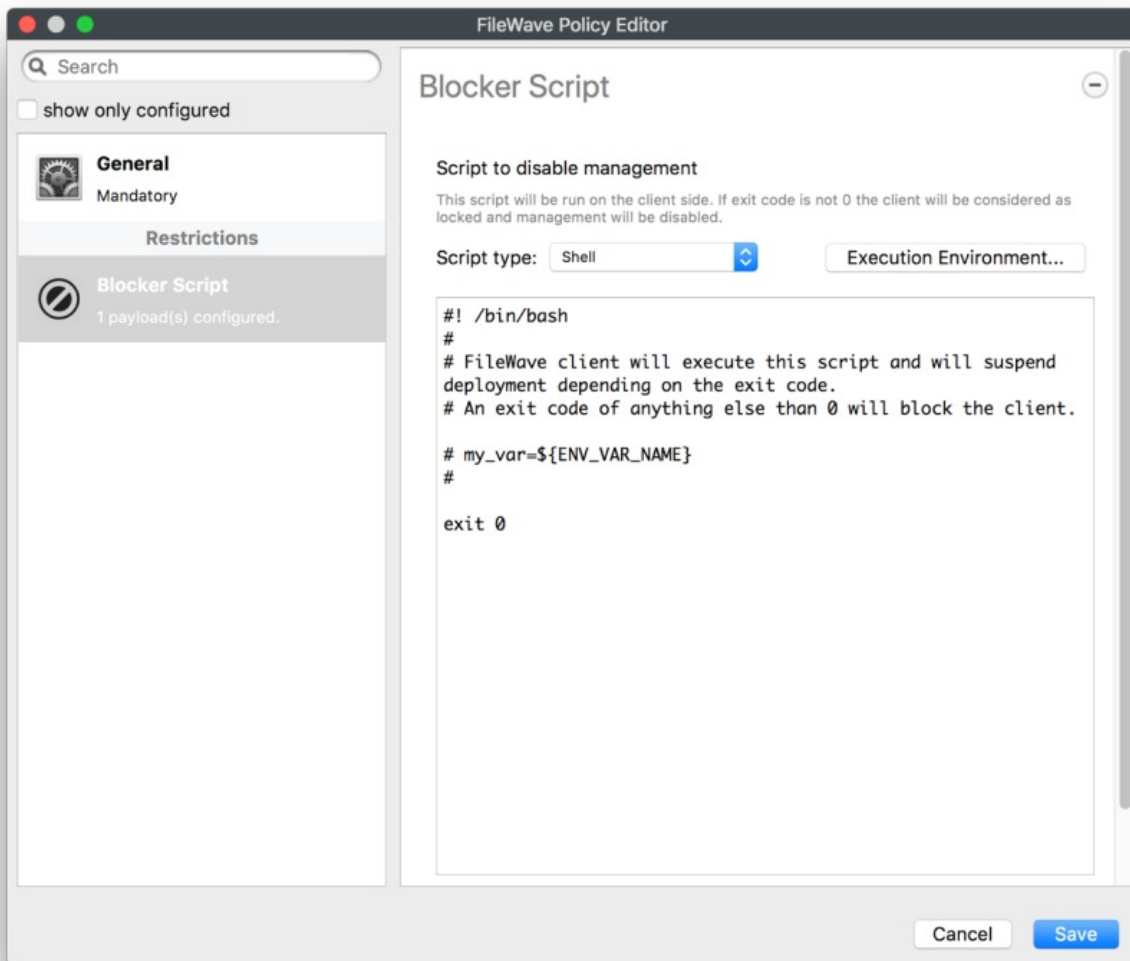 FileWave Policy Editor
Search
show only configured
General
Mandatory
Restrictions
Blocker Script
1 payload(s) configured.
Blocker Script
Script to disable management
This script will be run on the client side. If exit code is not 0 the client will be considered as
locked and management will be disabled.
Script type: Shell
Execution Environment...
#! /bin/bash
#
# FileWave client will execute this script and will suspend
deployment depending on the exit code.
# An exit code of anything else than 0 will block the client.
# my_var=${ENV_VAR_NAME}
#
exit 0
Cancel
Save